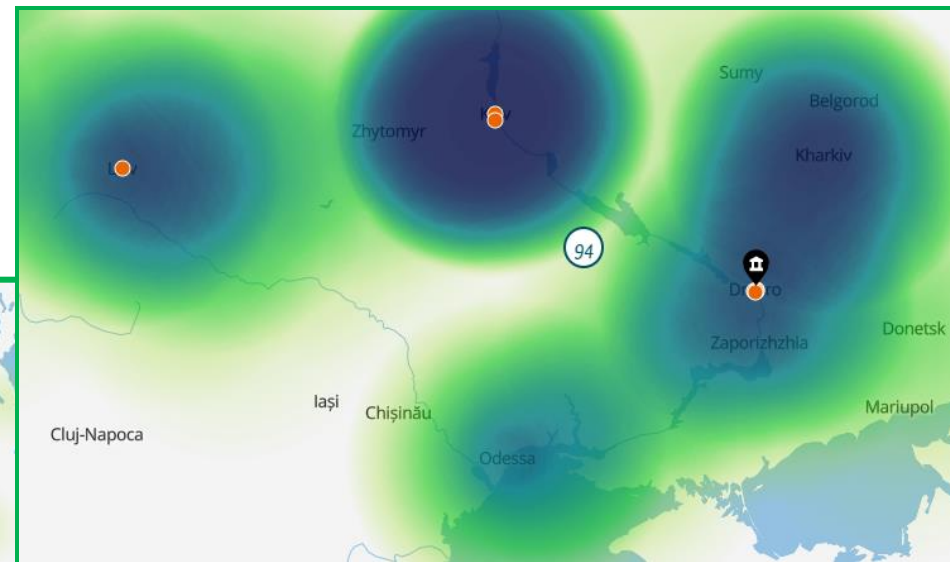 Sumy
Belgorod
Zhytomyr
Kharkiv
94
Zaporizhzhia
Donetsk
Iași
Chișinău
Mariupol
Cluj-Napoca
Odessa